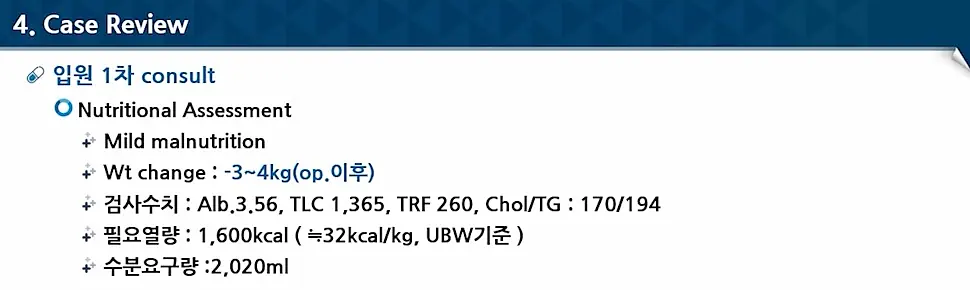 4. Case Review
입원 1차 consult
Nutritional Assessment
Mild malnutrition
Wt change : -3~4kg(op.이후)
검사수치 : Alb.3.56, TLC 1,365, TRF 260, Chol/TG : 170/194
필요열량 : 1,600kcal ( ≒32kcal/kg, UBW기준 )
수분요구량 :2,020ml